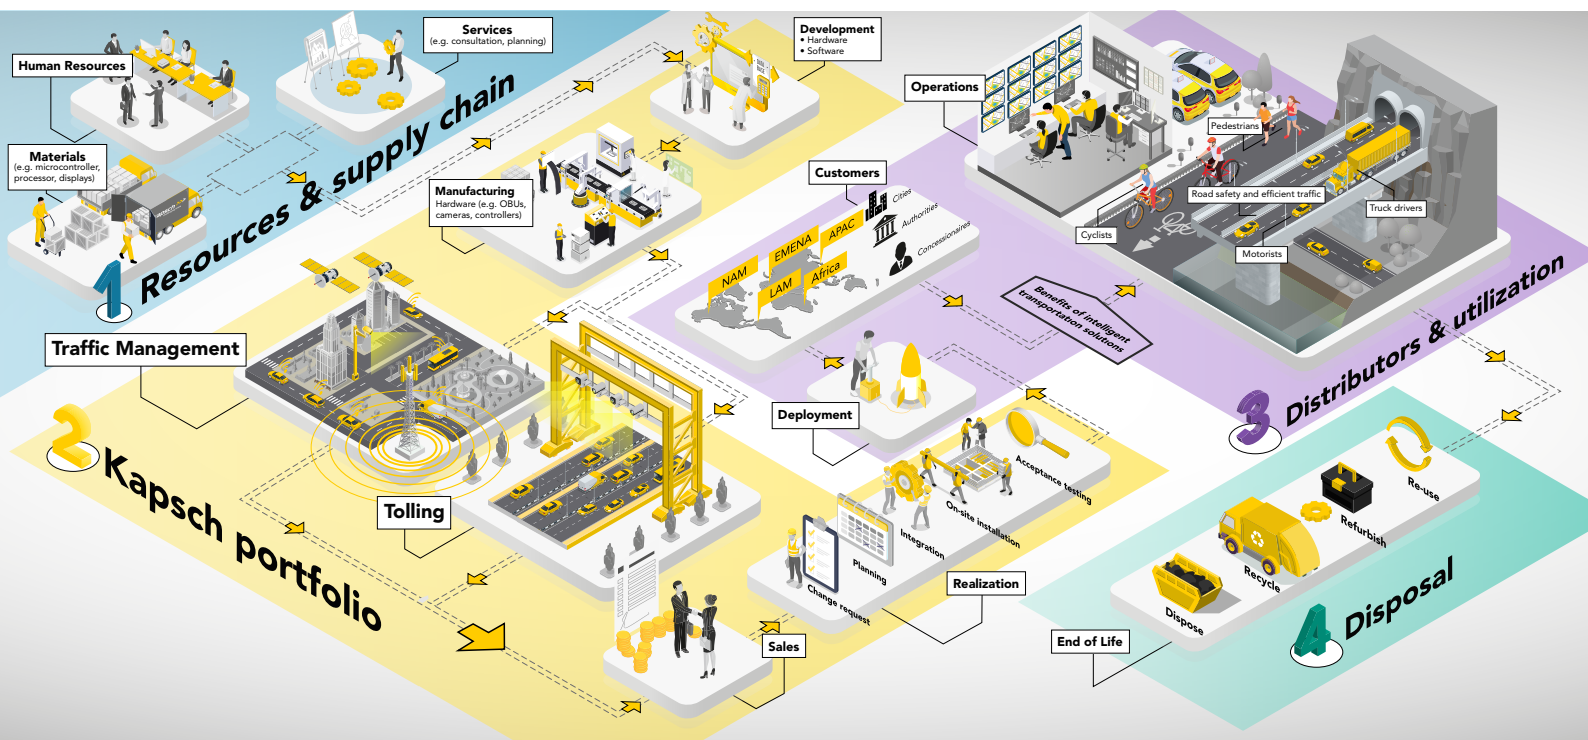 Human Resources
Services
(e.g. consultation, planning)
Materials
(e.g. microcontroller,
processor, displays)
1
Resources & supply chain
Development
• Hardware
• Software
Manufacturing
Hardware (e.g. OBUs,
cameras, controllers)
Traffic Management
Tolling
2
Kapsch portfolio
Sales
Realization
Change request
Planning
Integration
On-site installation
Acceptance testing
Deployment
Customers
NAM
EMENA
APAC
LAM
Africa
Cities
Authorities
Concessionaires
Benefits of intelligent
transportation solutions
Operations
Pedestrians
Road safety and efficient traffic
Truck drivers
Cyclists
Motorists
3
Distributors & utilization
End of Life
Dispose
Recycle
Refurbish
Re-use
4
Disposal